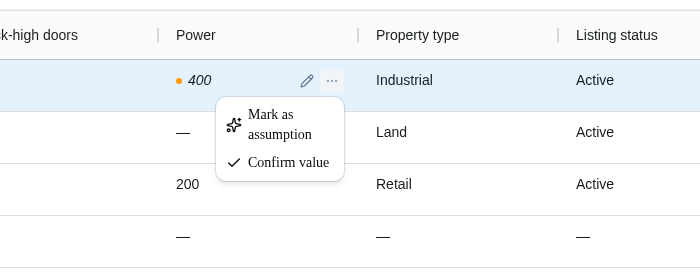 ck-high doors Power Property type Listing status
400 Industrial Active
Mark as
assumption
— Land Active
Confirm value
200 Retail Active
— — —